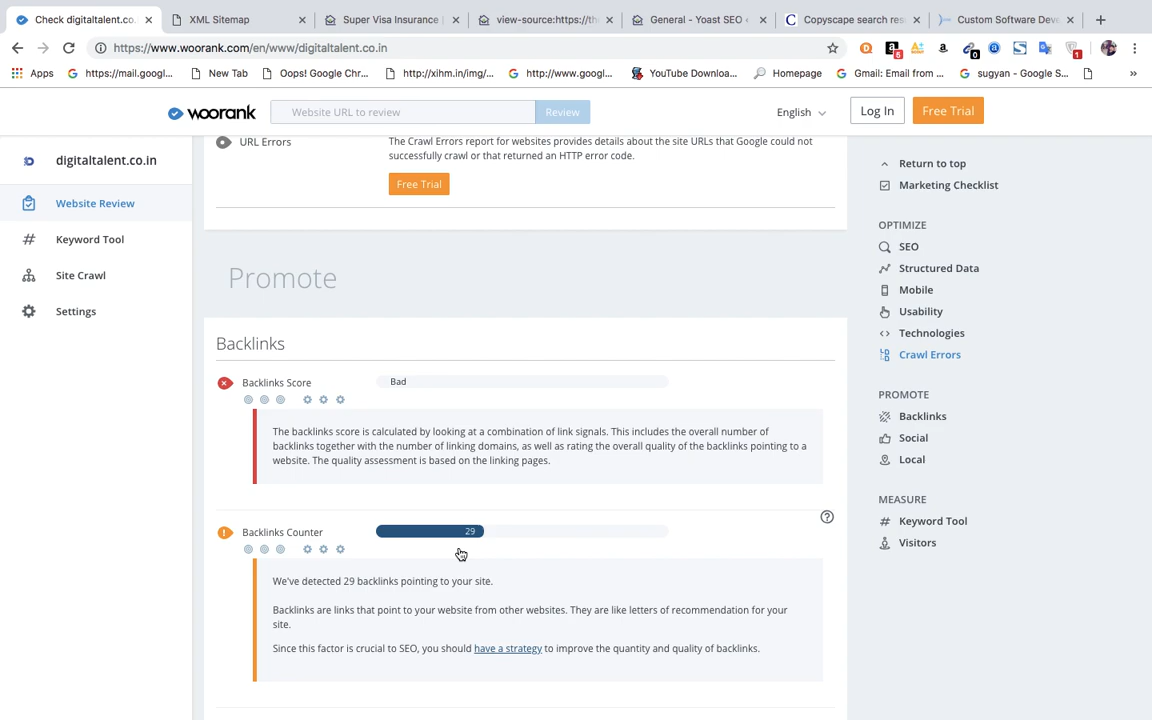 Check digitaltalent.co.in
XML Sitemap
Super Visa Insurance |
view-source:https://the
General - Yoast SEO
Copyscape search res
Custom Software Deve
https://www.woorank.com/en/www/digitaltalent.co.in
5
0
1
Apps
https://mail.googl...
New Tab
Oops! Google Chr...
http://xihm.in/img/...
http://www.googl...
YouTube Downloa...
Homepage
Gmail: Email from ...
sugyan - Google S...
»
woorank
Website URL to review
Review
English
Log In
Free Trial
digitaltalent.co.in
Website Review
Keyword Tool
Site Crawl
Settings
URL Errors
The Crawl Errors report for websites provides details about the site URLs that Google could not
successfully crawl or that returned an HTTP error code.
Free Trial
Promote
Backlinks
Backlinks Score
Bad
The backlinks score is calculated by looking at a combination of link signals. This includes the overall number of
backlinks together with the number of linking domains, as well as rating the overall quality of the backlinks pointing to a
website. The quality assessment is based on the linking pages.
Backlinks Counter
29
We've detected 29 backlinks pointing to your site.
Backlinks are links that point to your website from other websites. They are like letters of recommendation for your
site.
Since this factor is crucial to SEO, you should have a strategy to improve the quantity and quality of backlinks.
Return to top
Marketing Checklist
OPTIMIZE
SEO
Structured Data
Mobile
Usability
Technologies
Crawl Errors
PROMOTE
Backlinks
Social
Local
MEASURE
Keyword Tool
Visitors